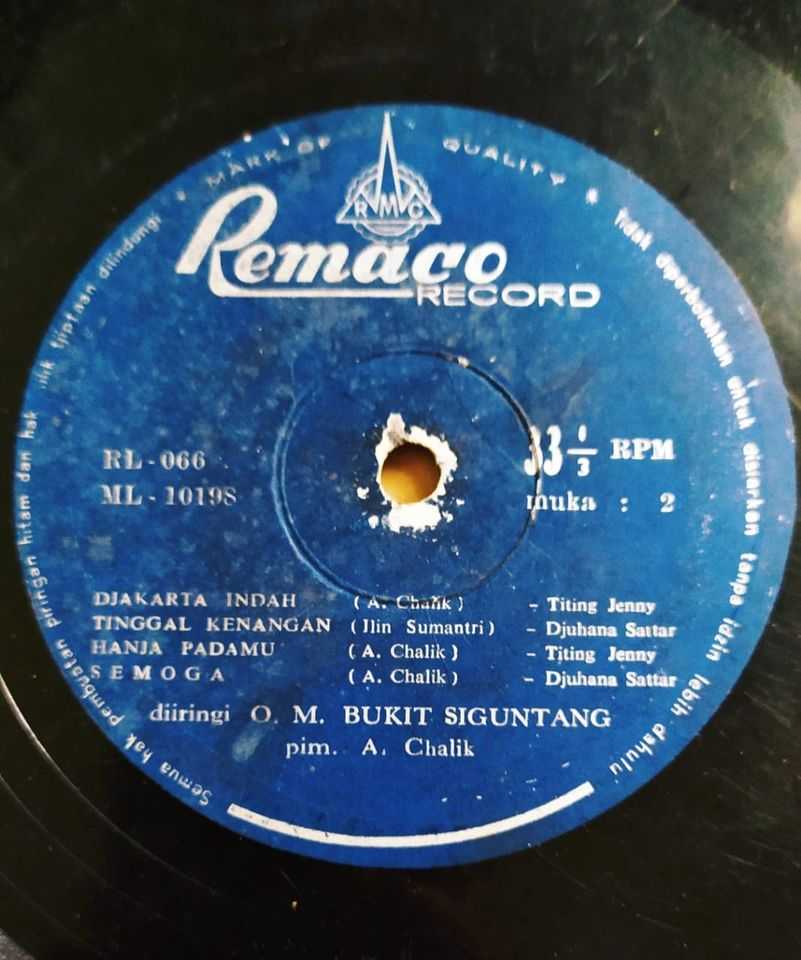 MARK OF QUALITY
RMC
Remaco
RECORD
RL-066
ML-10198
33 1/3 RPM
muka : 2
DJAKARTA INDAH (A. Chalik) - Titing Jenny
TINGGAL KENANGAN (Ilin Sumantri) - Djuhana Sattar
HANJA PADAMU (A. Chalik) - Titing Jenny
SEMOGA (A. Chalik) - Djuhana Sattar
diiringi O. M. BUKIT SIGUNTANG
pim. A. Chalik
Semua hak pembuatan piringan hitam dan hak tjiptaan dilindungi
Tidak diperbolehkan untuk disiarkan tanpa idzin lebih dahulu